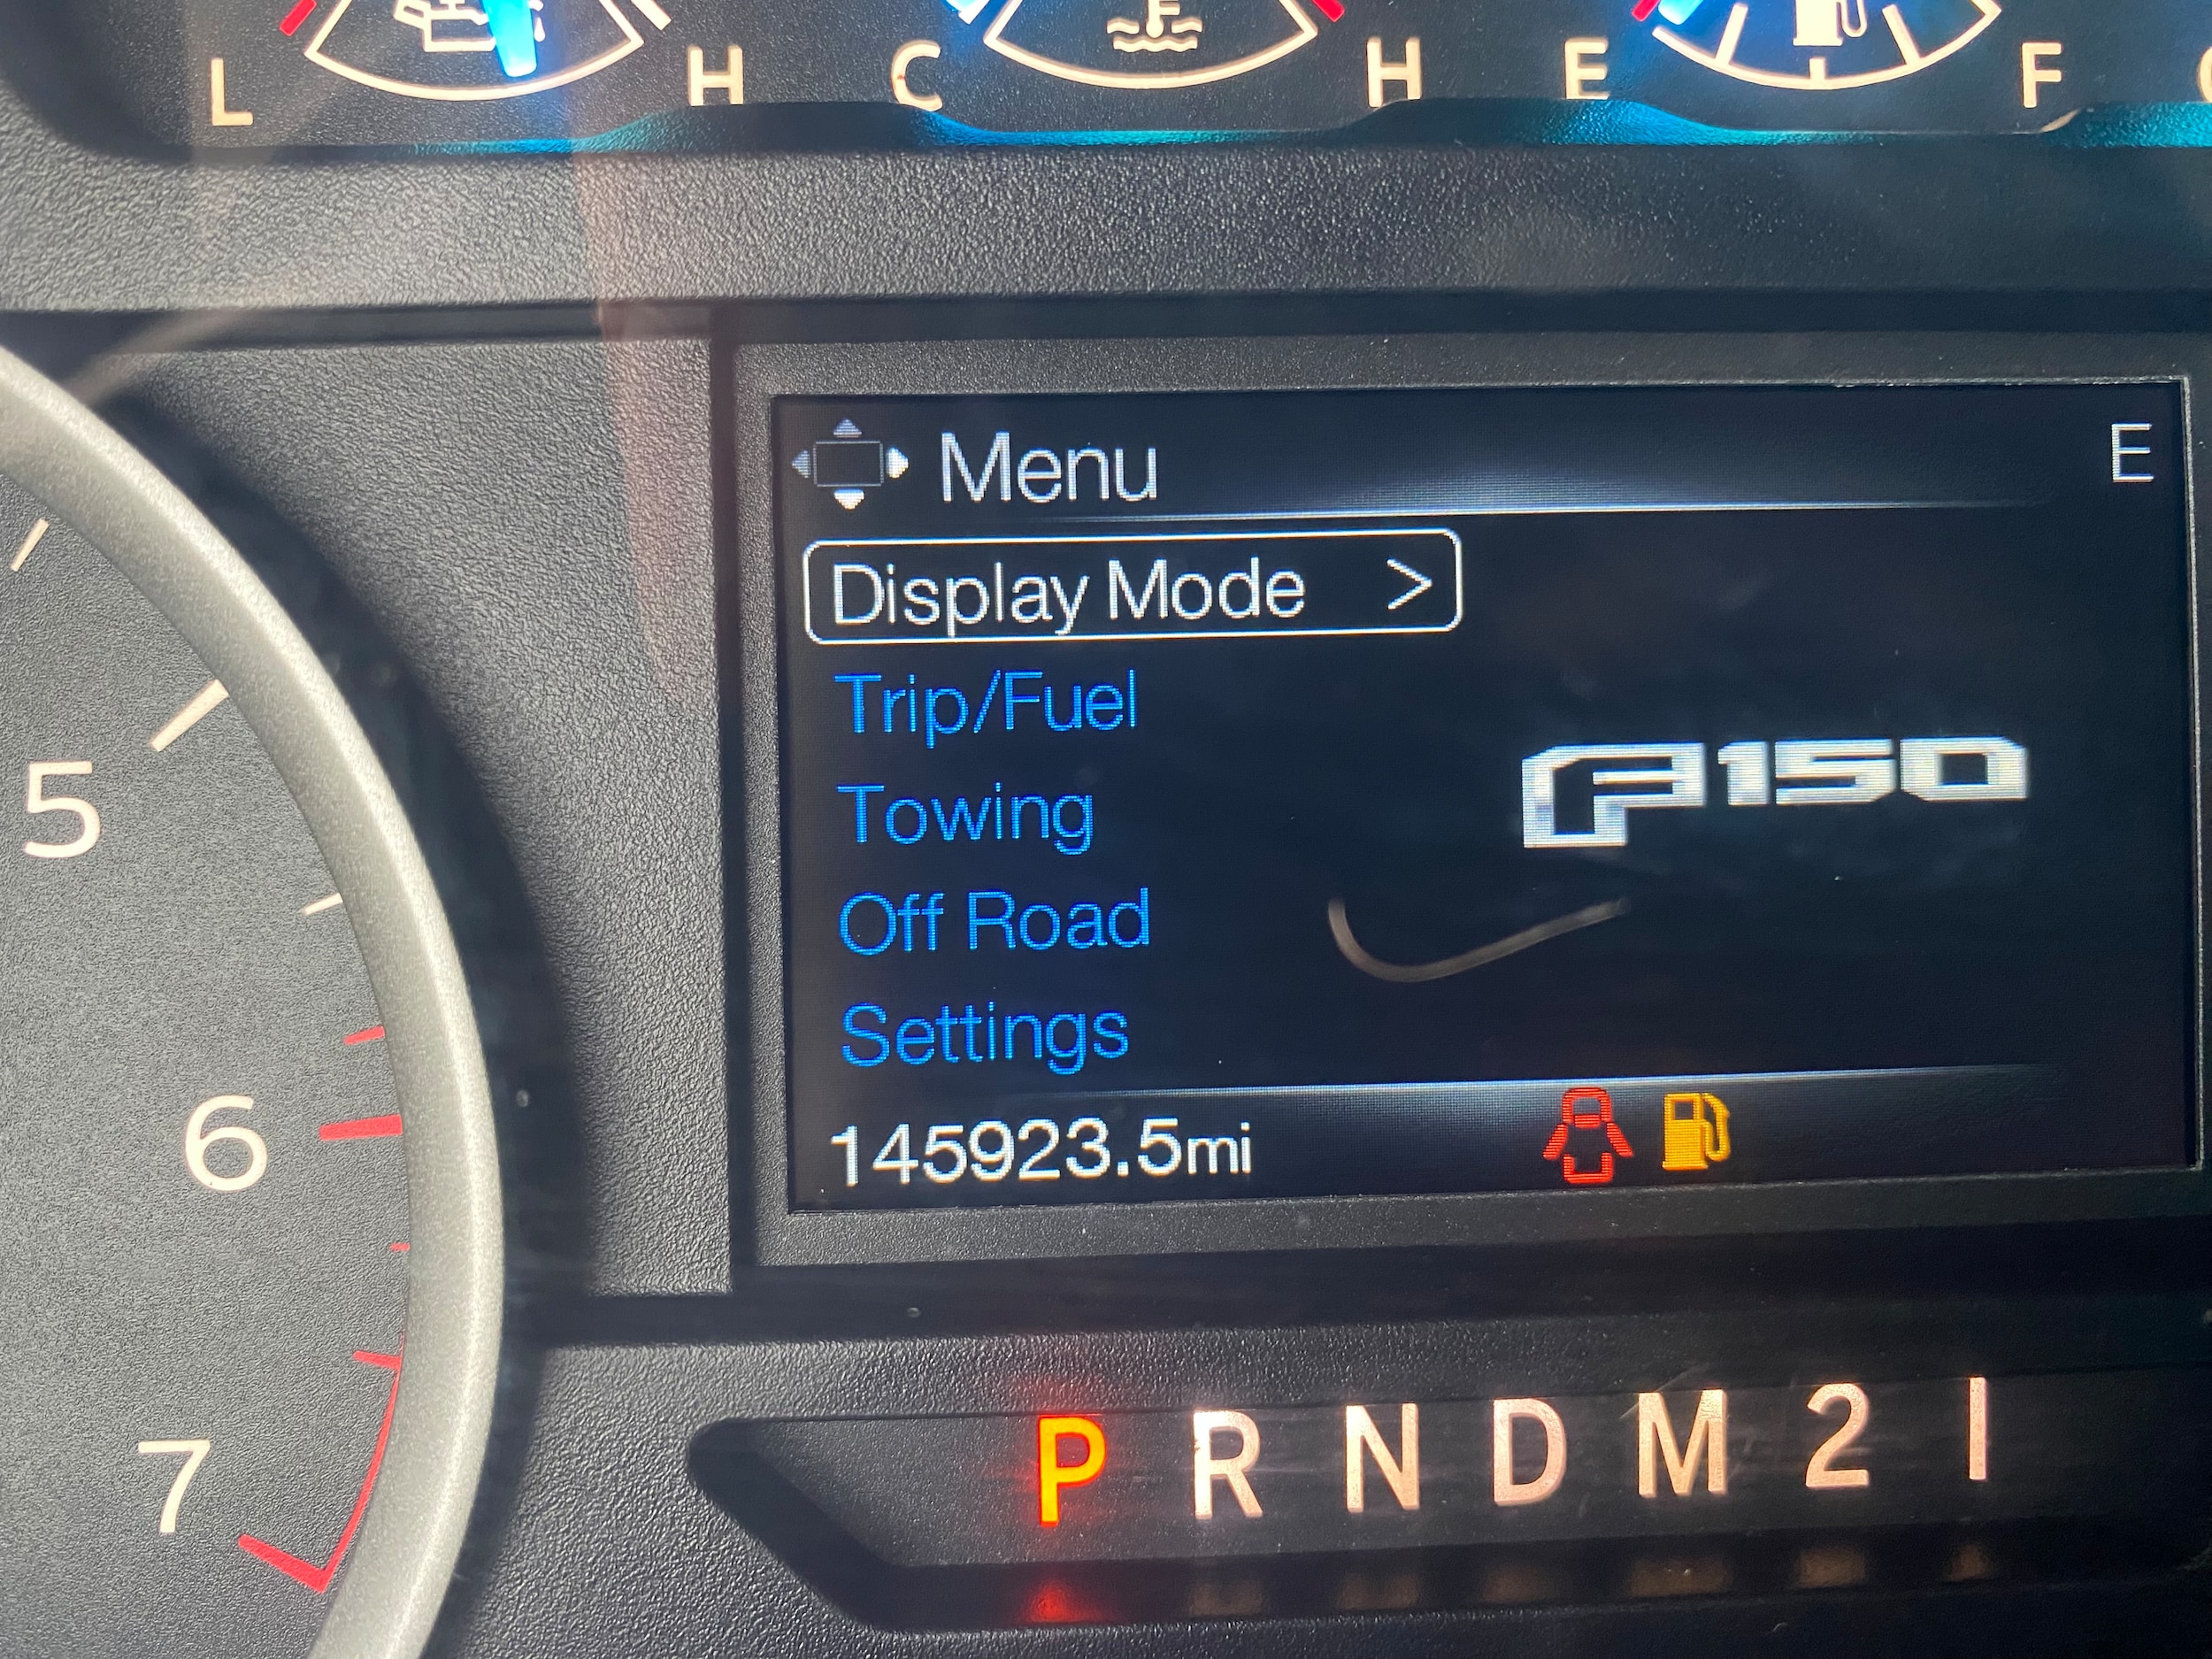 L H C H E F
Menu E
Display Mode >
Trip/Fuel
F150
Towing
5
Off Road
Settings
6
145923.5mi
P R N D M 2 1
7